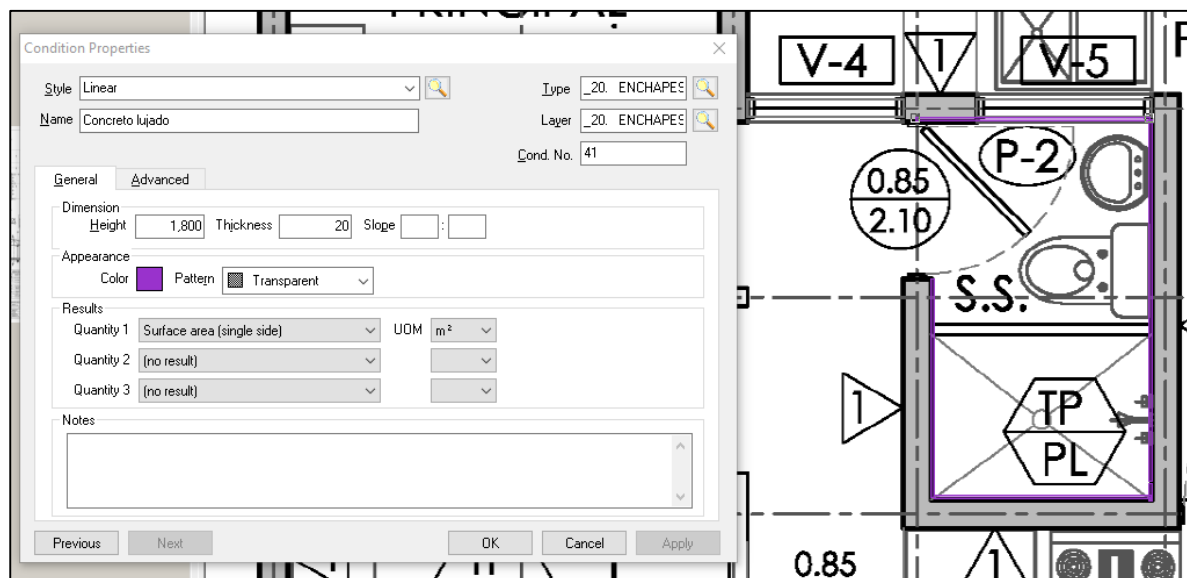 PRINCIPAL
Condition Properties
Style Linear
Type _20. ENCHAPES
Name Concreto lujado
Layer _20. ENCHAPES
Cond. No. 41
General Advanced
Dimension
Height 1,800 Thickness 20 Slope :
Appearance
Color Pattern Transparent
Results
Quantity 1 Surface area (single side) UOM m²
Quantity 2 (no result)
Quantity 3 (no result)
Notes
Previous Next OK Cancel Apply
V-4 1 V-5
P-2
0.85
2.10
S.S.
1 TP
PL
0.85 1